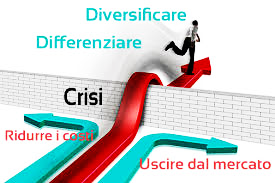 Diversificare
Differenziare
Crisi
Ridurre i costi
Uscire dal mercato